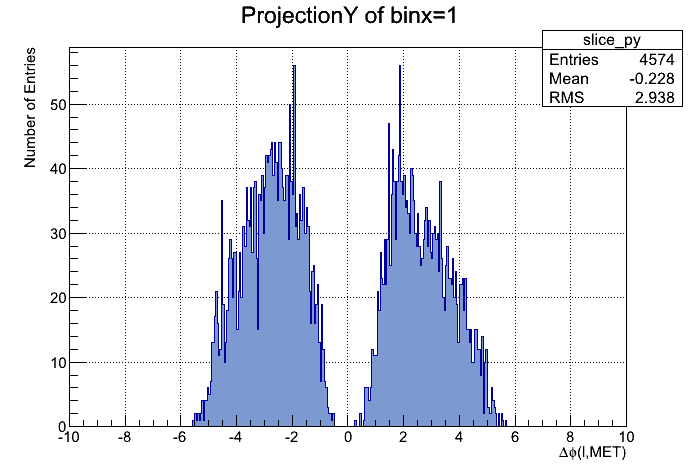 ProjectionY of binx=1
slice_py
Entries 4574
Mean -0.228
RMS 2.938
Number of Entries
50
40
30
20
10
0
-10 -8 -6 -4 -2 0 2 4 6 8 10
Δϕ(l,MET)